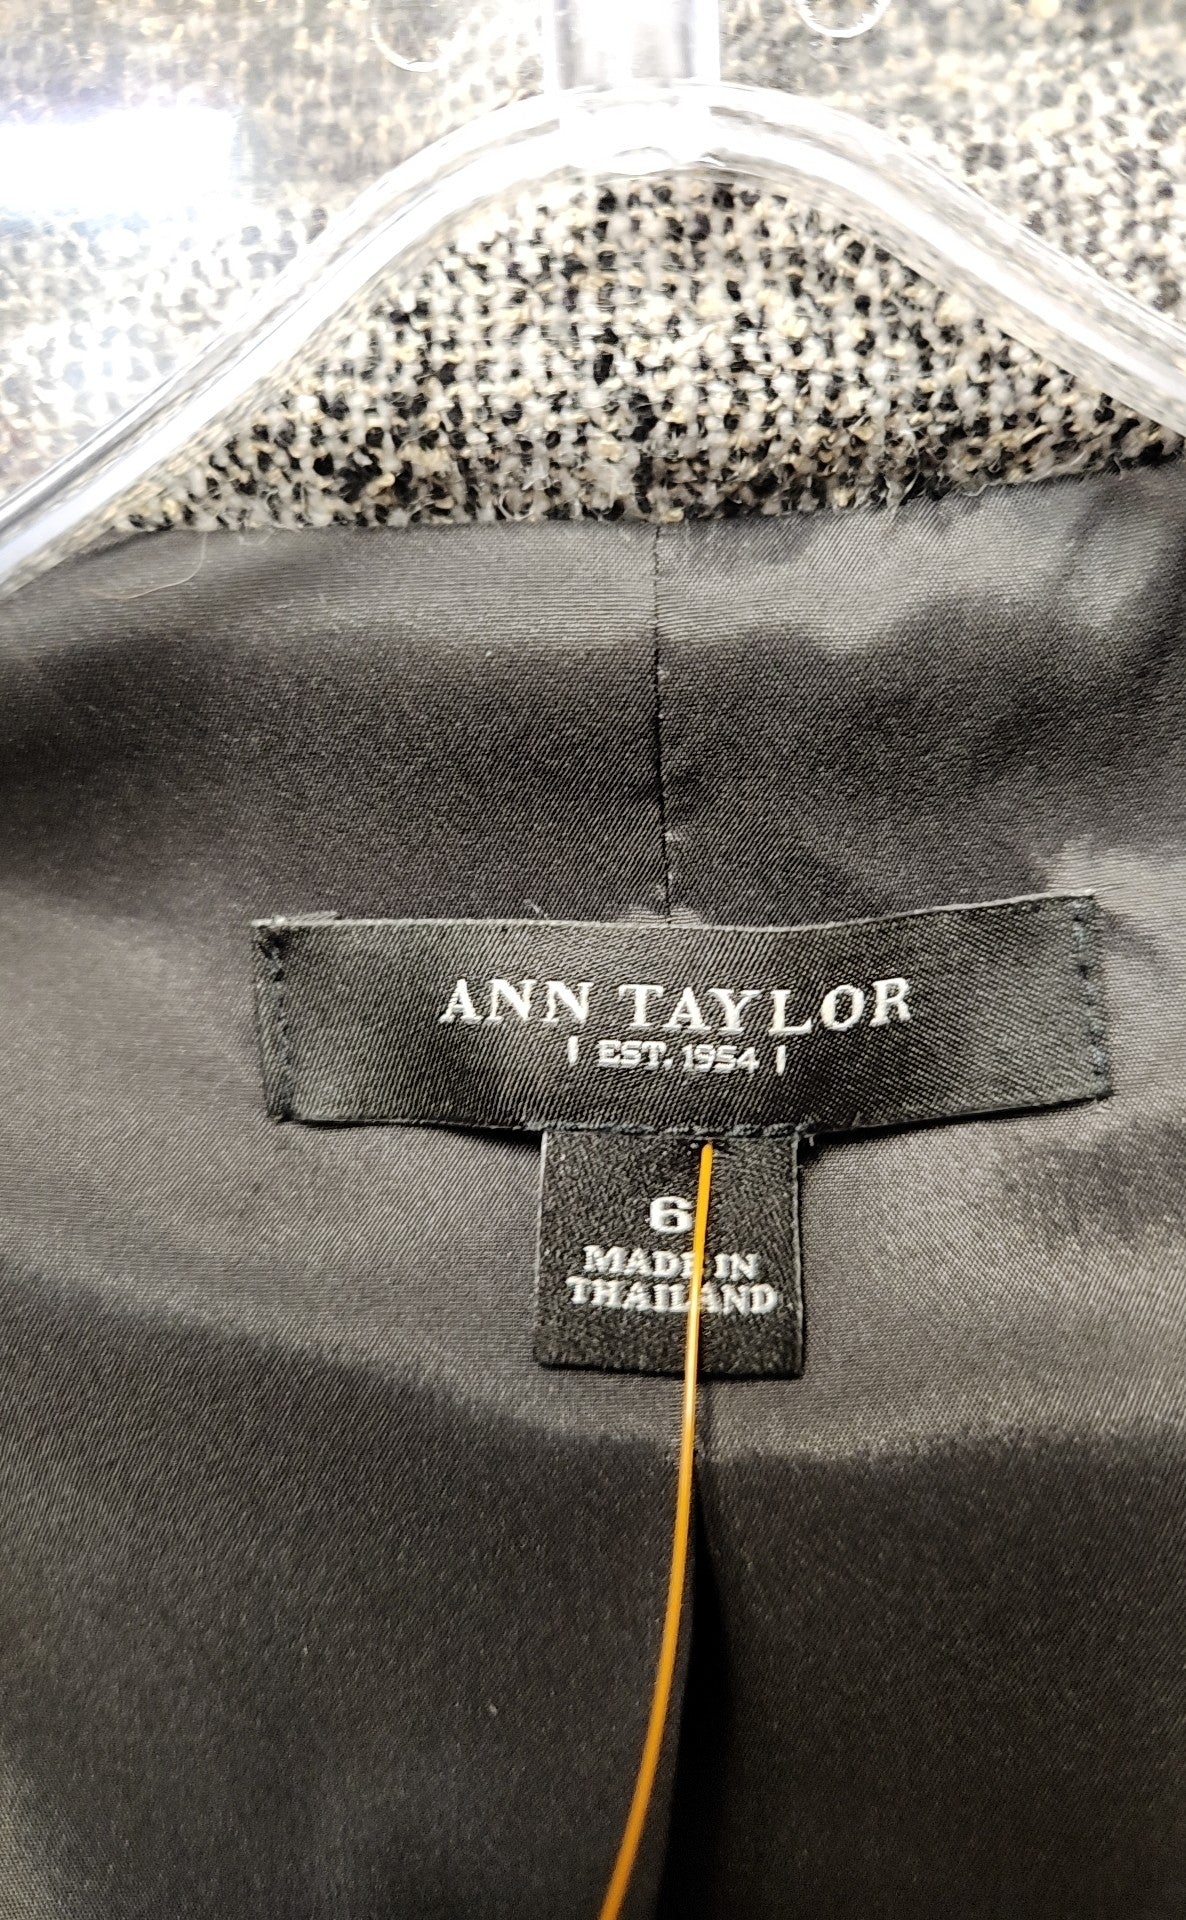 ANN TAYLOR
| EST. 1954 |
6
MADE IN
THAILAND